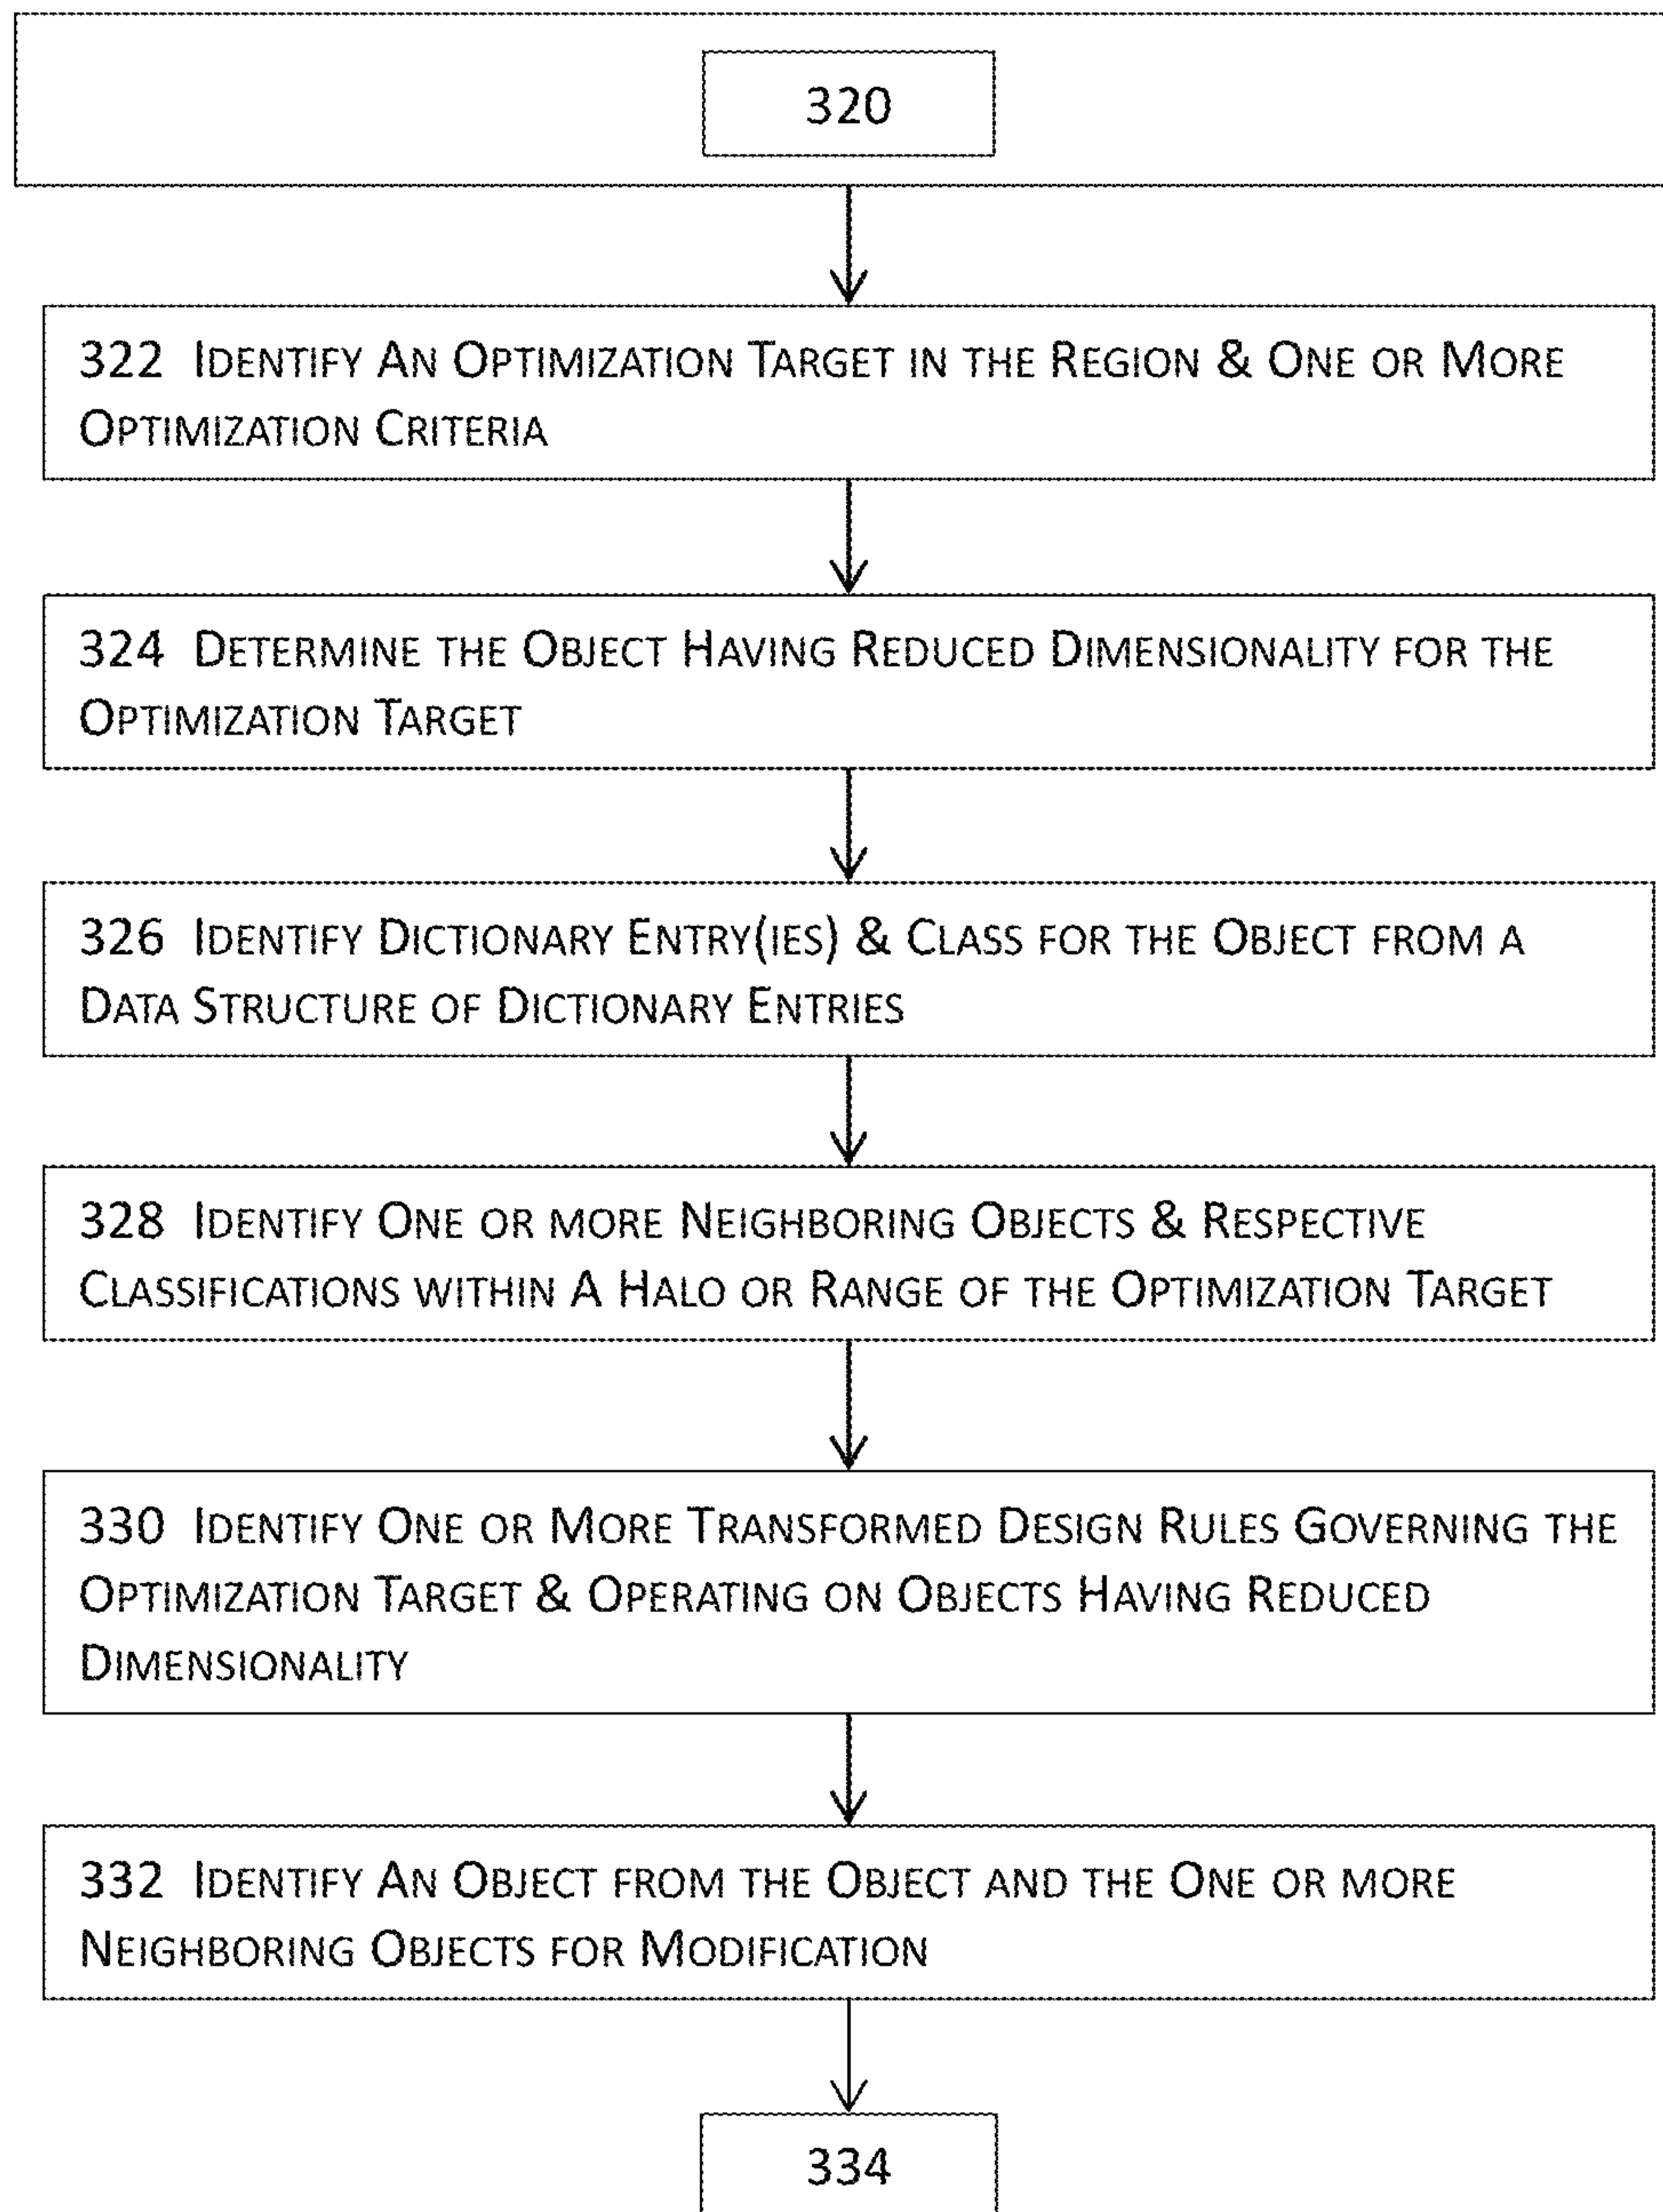 320
322 Identify An Optimization Target in the Region & One or More
Optimization Criteria
324 Determine the Object Having Reduced Dimensionality for the
Optimization Target
326 Identify Dictionary Entry(ies) & Class for the Object from a
Data Structure of Dictionary Entries
328 Identify One or more Neighboring Objects & Respective
Classifications within A Halo or Range of the Optimization Target
330 Identify One or More Transformed Design Rules Governing the
Optimization Target & Operating on Objects Having Reduced
Dimensionality
332 Identify An Object from the Object and the One or more
Neighboring Objects for Modification
334